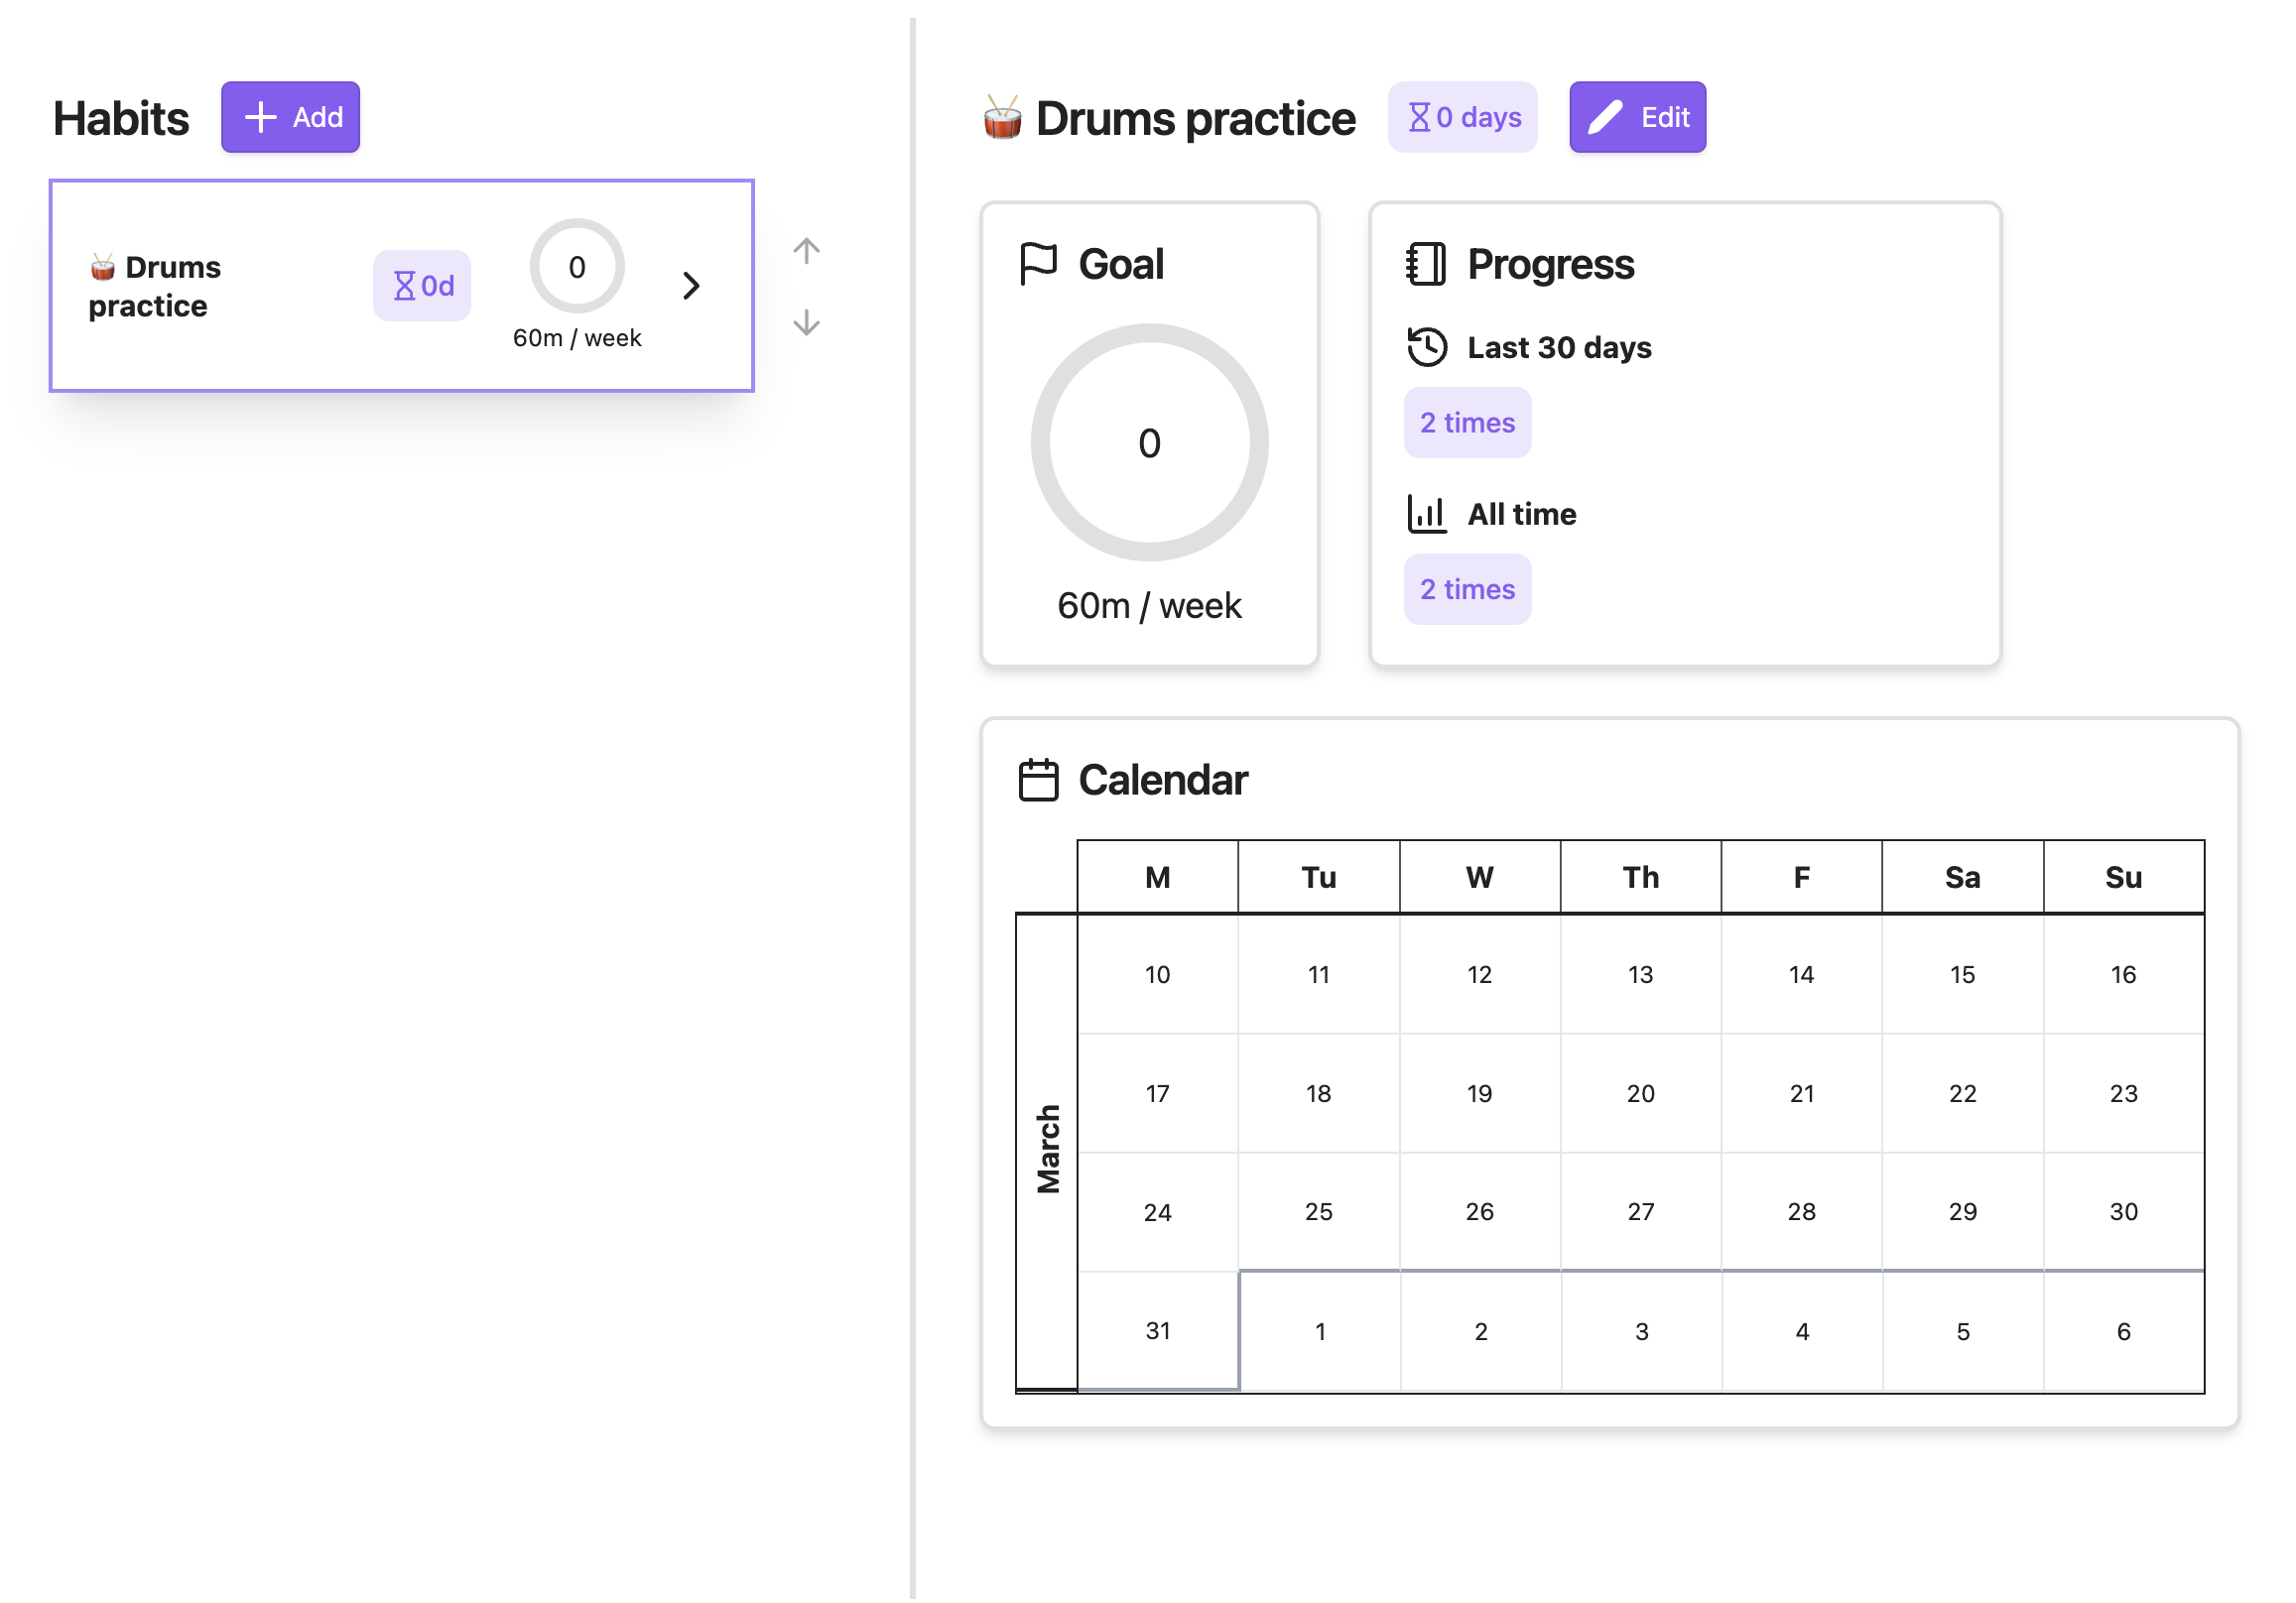 Habits
Add
🥁 Drums
practice
0d
0
60m / week
🥁 Drums practice
0 days
Edit
Goal
0
60m / week
Progress
Last 30 days
2 times
All time
2 times
Calendar
M Tu W Th F Sa Su
March
10 11 12 13 14 15 16
17 18 19 20 21 22 23
24 25 26 27 28 29 30
31 1 2 3 4 5 6